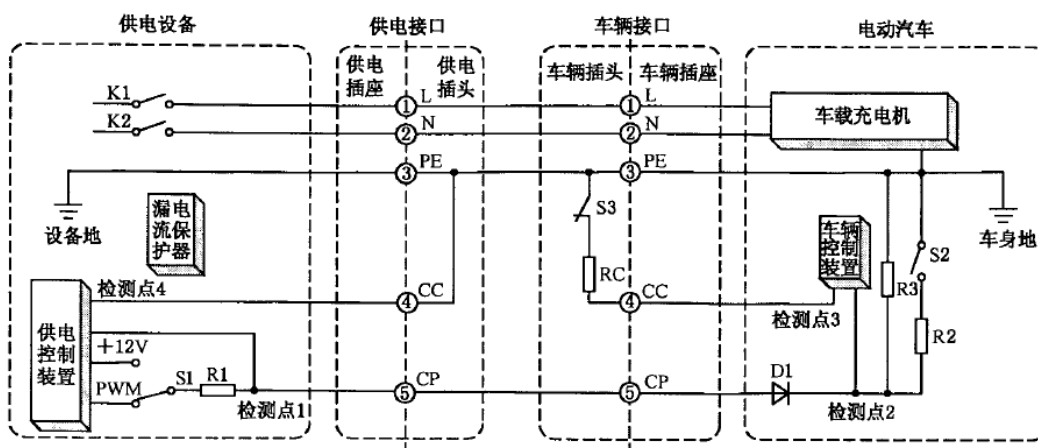 供电设备
供电接口
车辆接口
电动汽车
供电
插座
供电
插头
车辆插头
车辆插座
K1
K2
① L
② N
③ PE
④ CC
⑤ CP
① L
② N
③ PE
④ CC
⑤ CP
车载充电机
设备地
漏电
流保
护器
S3
RC
车辆
控制
装置
R3
S2
R2
车身地
检测点4
检测点3
供电
控制
装置
+12V
PWM
S1
R1
检测点1
D1
检测点2